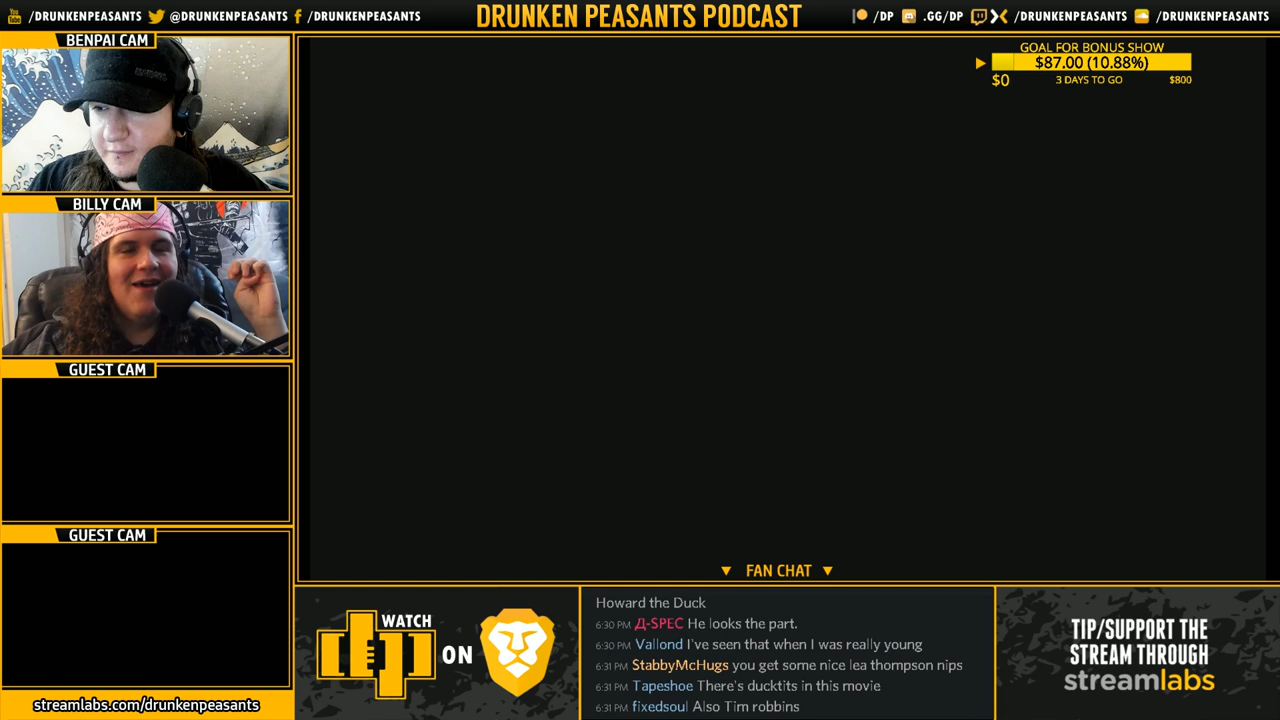 You Tube /DRUNKENPEASANTS @DRUNKENPEASANTS /DRUNKENPEASANTS DRUNKEN PEASANTS PODCAST /DP .GG/DP /DRUNKENPEASANTS /DRUNKENPEASANTS
BENPAI CAM
GOAL FOR BONUS SHOW
$87.00 (10.88%)
$0 3 DAYS TO GO $800
BILLY CAM
GUEST CAM
GUEST CAM
streamlabs.com/drunkenpeasants
▼ FAN CHAT ▼
WATCH
ON
Howard the Duck
6:30 PM Д-SPEC He looks the part.
6:30 PM Vallond I've seen that when I was really young
6:31 PM StabbyMcHugs you get some nice lea thompson nips
6:31 PM Tapeshoe There's ducktits in this movie
6:31 PM fixedsoul Also Tim robbins
TIP/SUPPORT THE
STREAM THROUGH
streamlabs